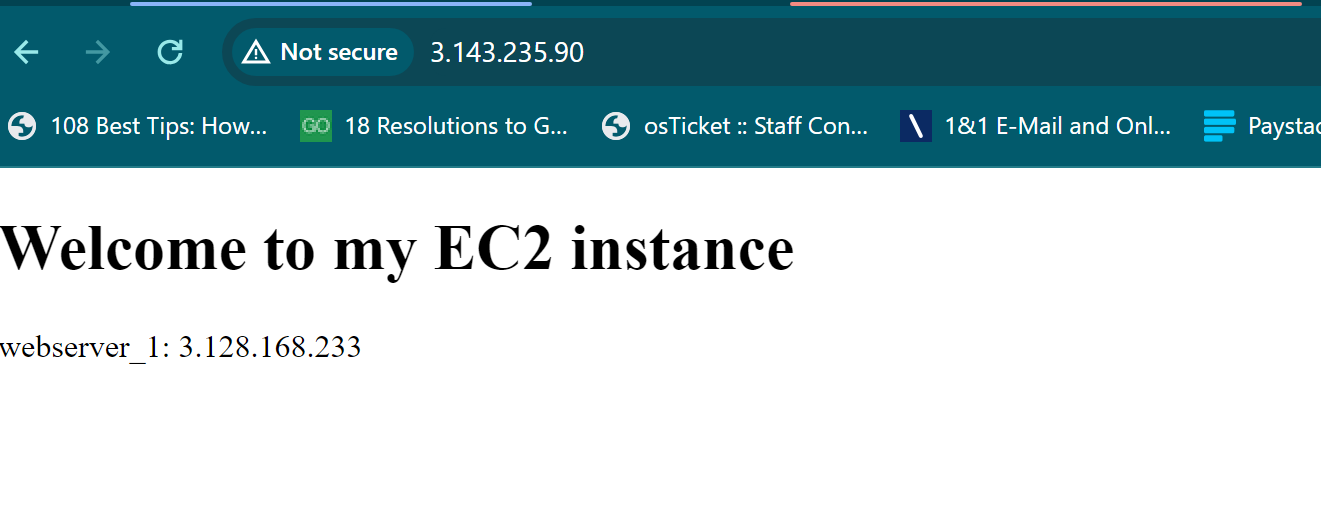 Not secure 3.143.235.90
108 Best Tips: How... GO 18 Resolutions to G... osTicket :: Staff Con... 1&1 E-Mail and Onl... Paystac
Welcome to my EC2 instance
webserver_1: 3.128.168.233